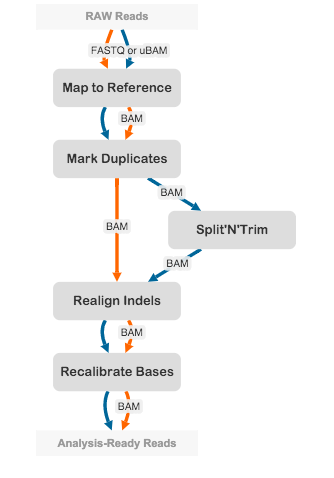 RAW Reads
FASTQ or uBAM
Map to Reference
BAM
Mark Duplicates
BAM
BAM
Split'N'Trim
BAM
Realign Indels
BAM
Recalibrate Bases
BAM
Analysis-Ready Reads